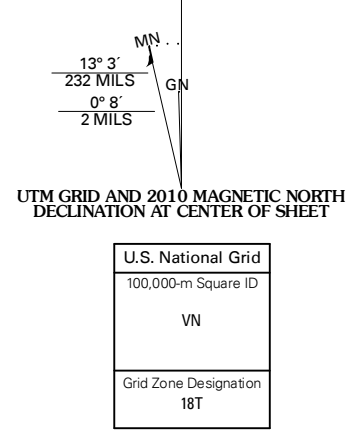 MN
13° 3´
232 MILS
GN
0° 8´
2 MILS
UTM GRID AND 2010 MAGNETIC NORTH
DECLINATION AT CENTER OF SHEET
U.S. National Grid
100,000-m Square ID
VN
Grid Zone Designation
18T